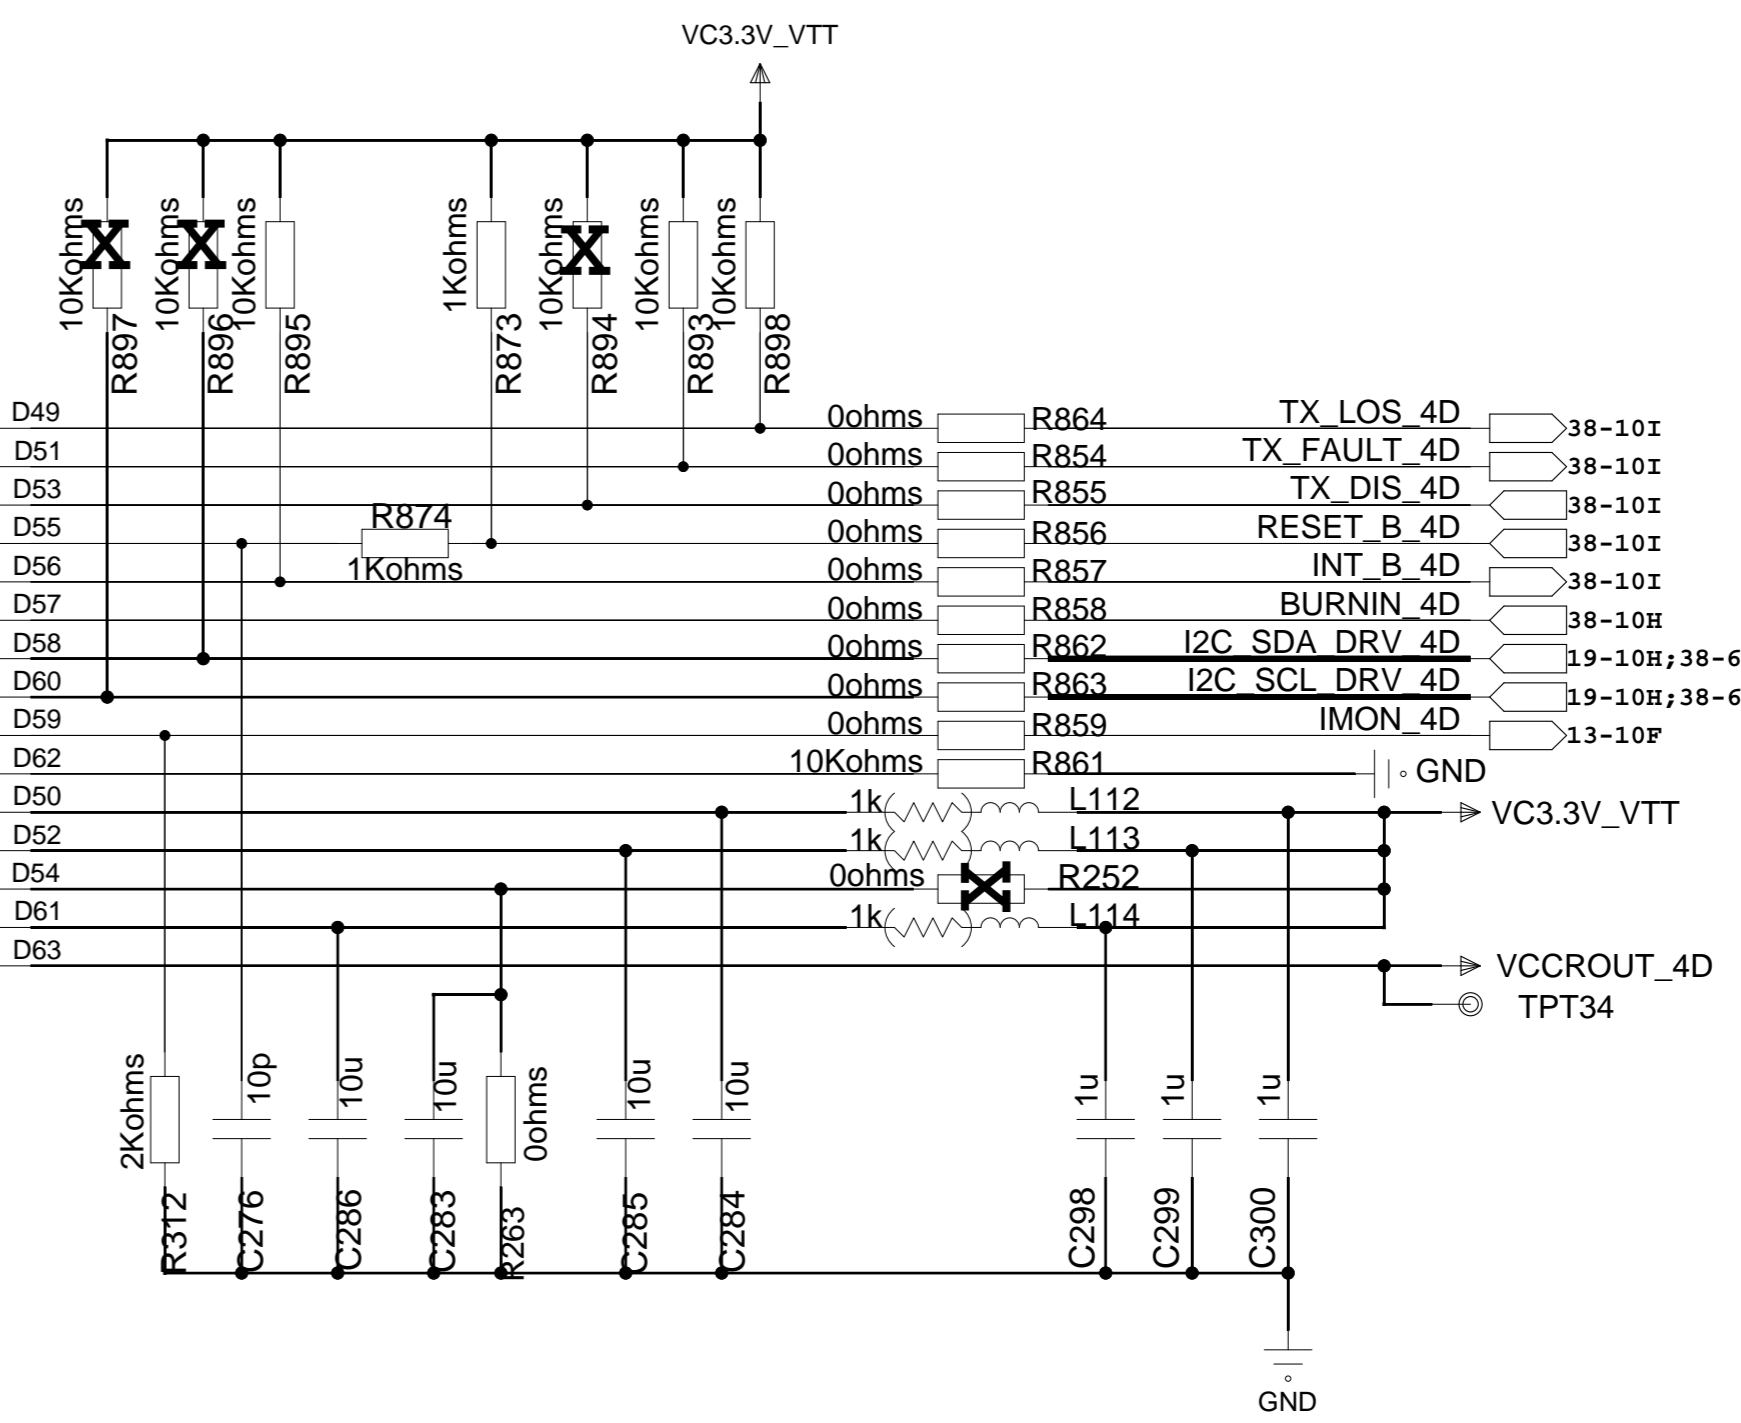 VC3.3V_VTT
10Kohms
10Kohms
10Kohms
1Kohms
10Kohms
10Kohms
10Kohms
R897
R896
R895
R873
R894
R893
R898
D49 0ohms R864 TX_LOS_4D 38-10I
D51 0ohms R854 TX_FAULT_4D 38-10I
D53 0ohms R855 TX_DIS_4D 38-10I
D55 R874 1Kohms 0ohms R856 RESET_B_4D 38-10I
D56 0ohms R857 INT_B_4D 38-10I
D57 0ohms R858 BURNIN_4D 38-10H
D58 0ohms R862 I2C_SDA_DRV_4D 19-10H;38-6
D60 0ohms R863 I2C_SCL_DRV_4D 19-10H;38-6
D59 0ohms R859 IMON_4D 13-10F
D62 10Kohms R861 GND
D50 1k L112 VC3.3V_VTT
D52 1k L113
D54 0ohms R252
D61 1k L114
D63 VCCROUT_4D
TPT34
2Kohms
10p
10u
10u
0ohms
10u
10u
1u
1u
1u
R312
C276
C286
C283
R263
C285
C284
C298
C299
C300
GND